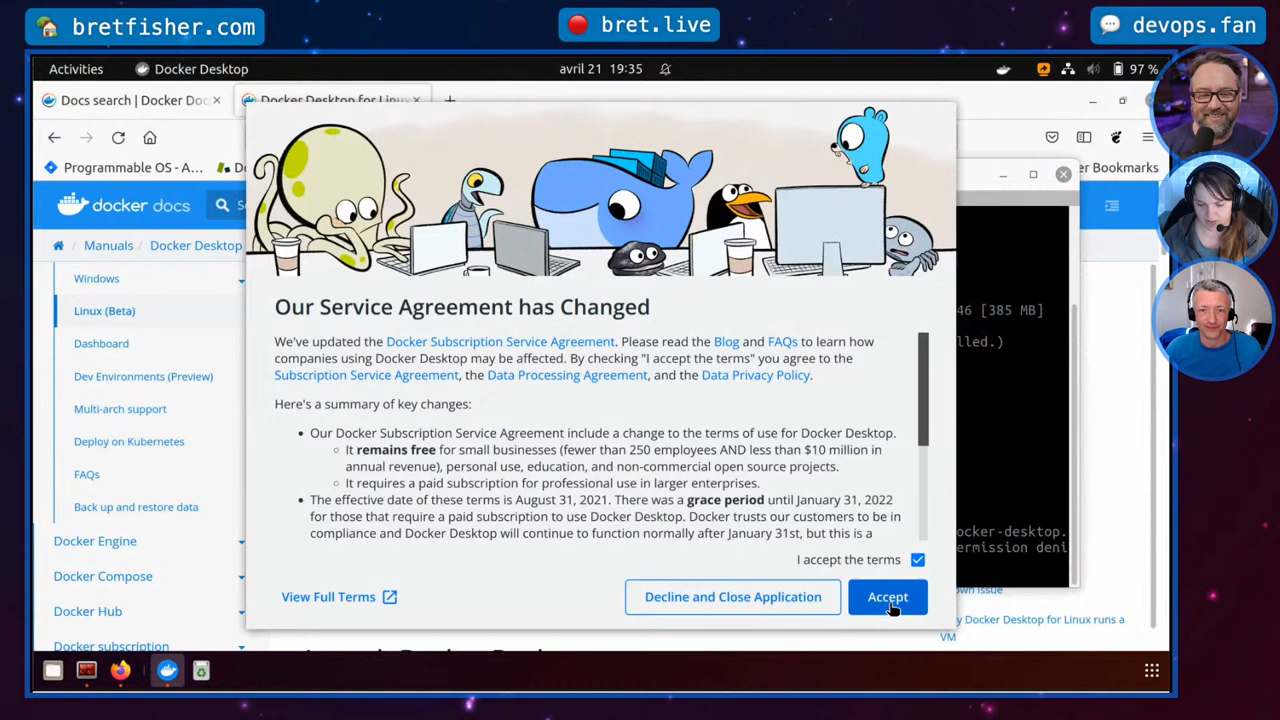 bretfisher.com
bret.live
devops.fan
Activities
Docker Desktop
avril 21 19:35
97 %
Docs search | Docker Doc
Docker Desktop for Linux
Programmable OS - A...
er Bookmarks
docker docs
Manuals
Docker Desktop
Windows
Linux (Beta)
Dashboard
Dev Environments (Preview)
Multi-arch support
Deploy on Kubernetes
FAQs
Back up and restore data
Docker Engine
Docker Compose
Docker Hub
Docker subscription
Our Service Agreement has Changed
We've updated the Docker Subscription Service Agreement. Please read the Blog and FAQs to learn how
companies using Docker Desktop may be affected. By checking "I accept the terms" you agree to the
Subscription Service Agreement, the Data Processing Agreement, and the Data Privacy Policy.
Here's a summary of key changes:
• Our Docker Subscription Service Agreement include a change to the terms of use for Docker Desktop.
It remains free for small businesses (fewer than 250 employees AND less than $10 million in
annual revenue), personal use, education, and non-commercial open source projects.
It requires a paid subscription for professional use in larger enterprises.
• The effective date of these terms is August 31, 2021. There was a grace period until January 31, 2022
for those that require a paid subscription to use Docker Desktop. Docker trusts our customers to be in
compliance and Docker Desktop will continue to function normally after January 31st, but this is a
I accept the terms
View Full Terms
Decline and Close Application
Accept
46 [385 MB]
lled.)
ocker-desktop.
ermission deni
own issue
y Docker Desktop for Linux runs a
VM